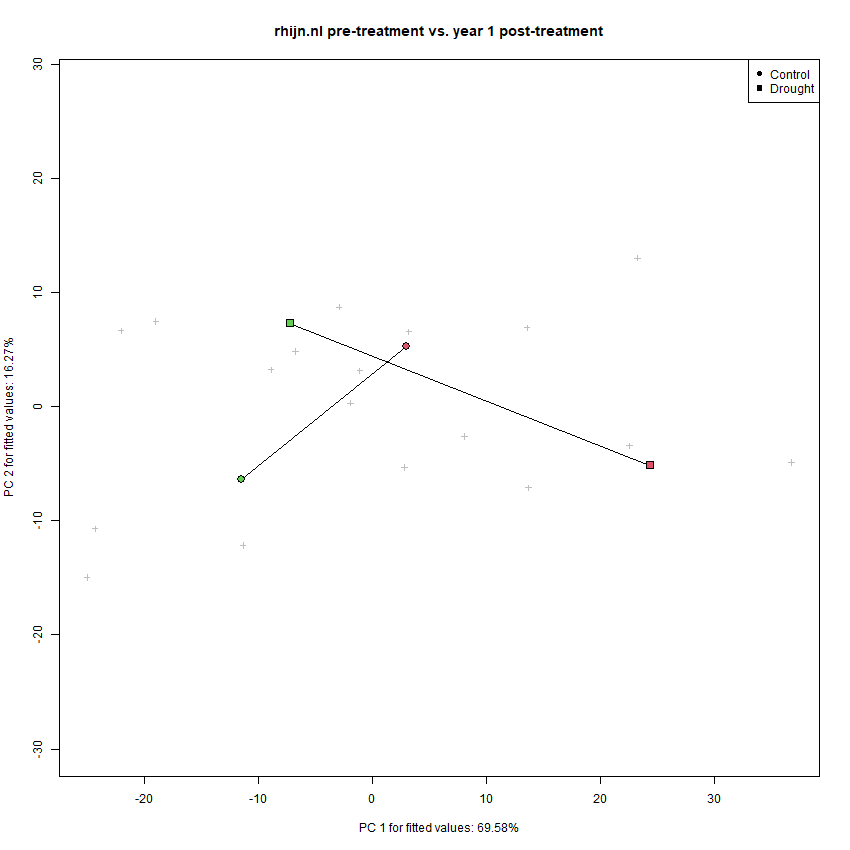 rhijn.nl pre-treatment vs. year 1 post-treatment
Control
Drought
30
20
10
0
-10
-20
-30
PC 2 for fitted values: 16.27%
-20
-10
0
10
20
30
PC 1 for fitted values: 69.58%